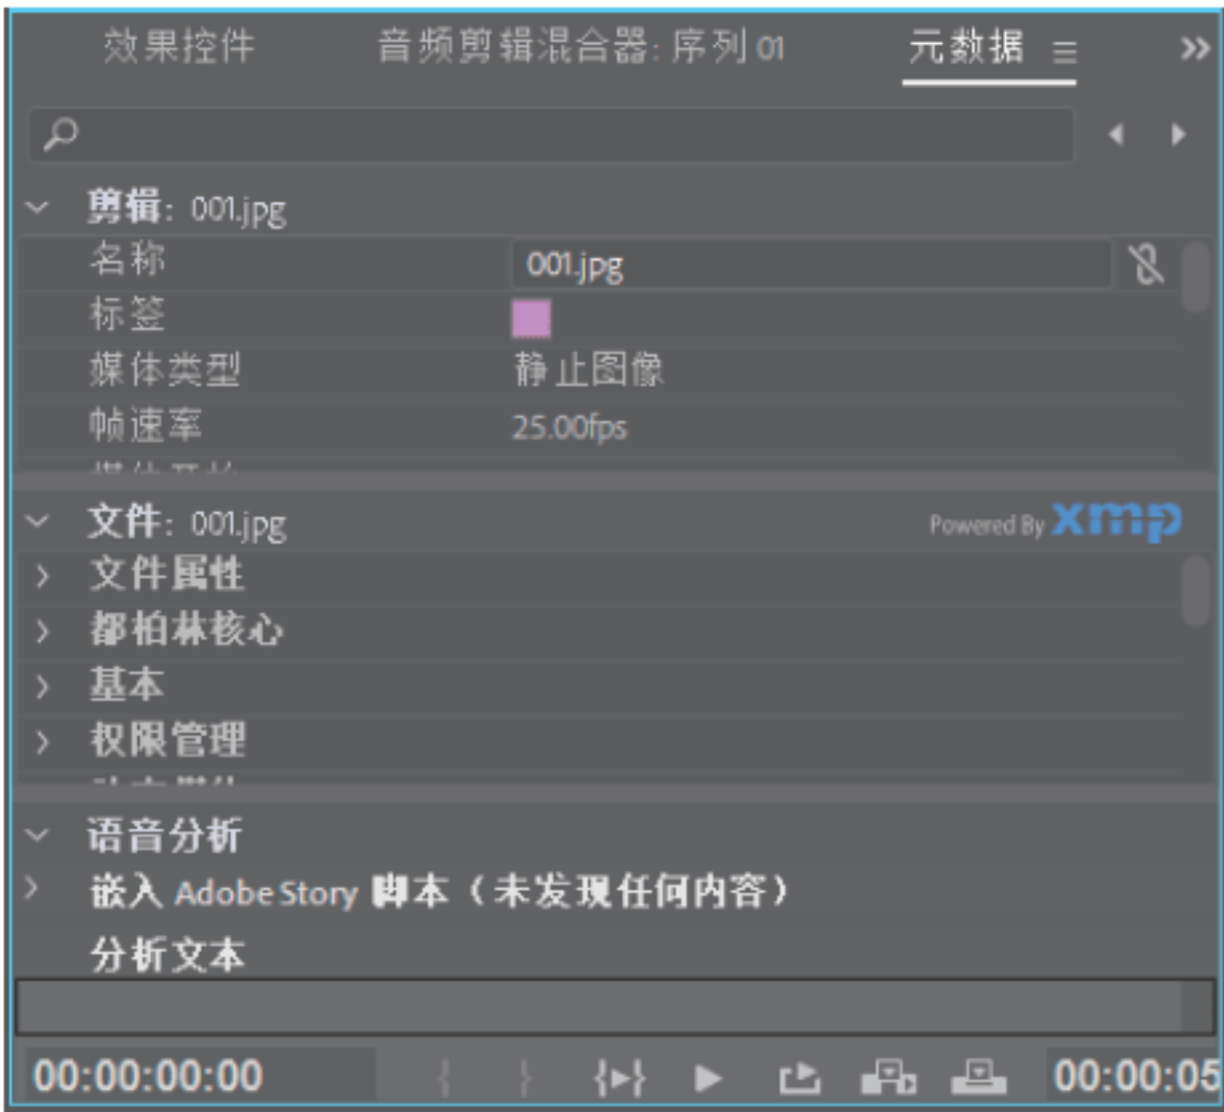 效果控件 音频剪辑混合器: 序列 01 元数据
剪辑: 001.jpg
名称 001.jpg
标签
媒体类型 静止图像
帧速率 25.00fps
文件: 001.jpg Powered By xmp
文件属性
都柏林核心
基本
权限管理
语音分析
嵌入 Adobe Story 脚本（未发现任何内容）
分析文本
00:00:00:00 00:00:05